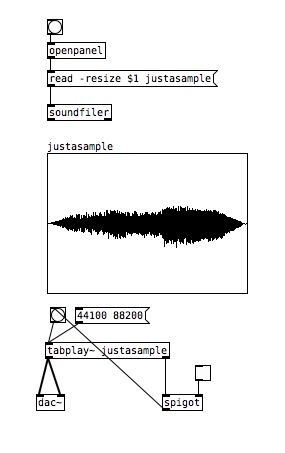 openpanel
read -resize $1 justasample
soundfiler
justasample
44100 88200
tabplay~ justasample
dac~
spigot